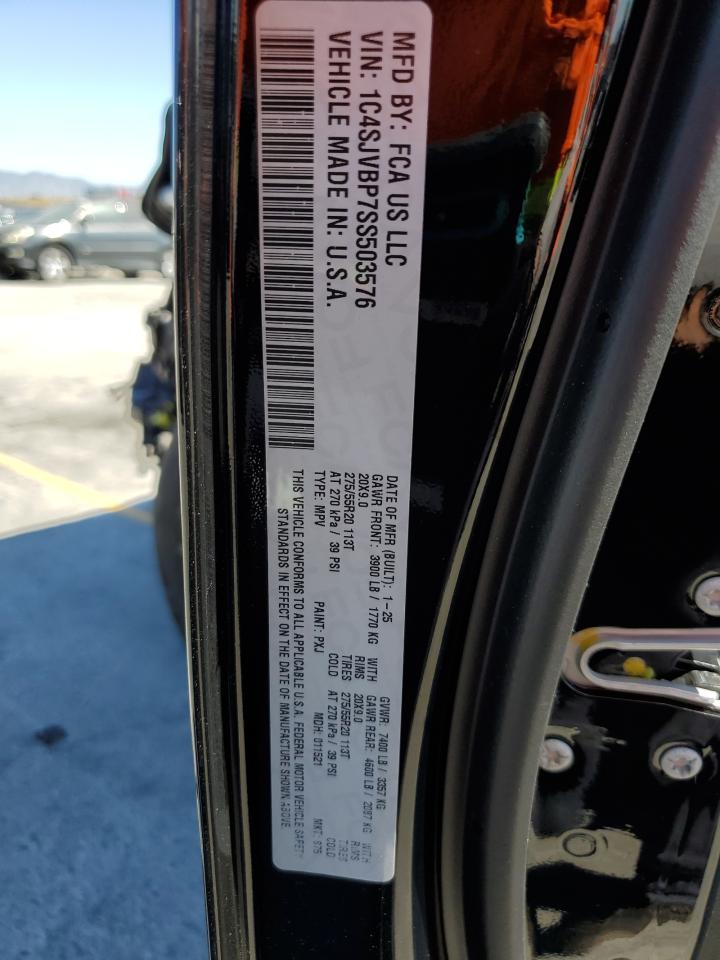 MFD BY: FCA US LLC
VIN: 1C4SJVBP7SS503576
VEHICLE MADE IN: U.S.A.
DATE OF MFR (BUILT): 1-25 GVWR: 7400 LB / 3357 KG
GAWR FRONT: 3900 LB / 1770 KG WITH GAWR REAR: 4600 LB / 2087 KG WITH
20X9.0 RIMS 20X9.0 RIMS
275/55R20 113T TIRES 275/55R20 113T TIRES
AT 270 kPa / 39 PSI COLD AT 270 kPa / 39 PSI COLD
TYPE: MPV PAINT: PXJ MDH: 011521 MKT: S75
THIS VEHICLE CONFORMS TO ALL APPLICABLE U.S.A. FEDERAL MOTOR VEHICLE SAFETY
STANDARDS IN EFFECT ON THE DATE OF MANUFACTURE SHOWN ABOVE.